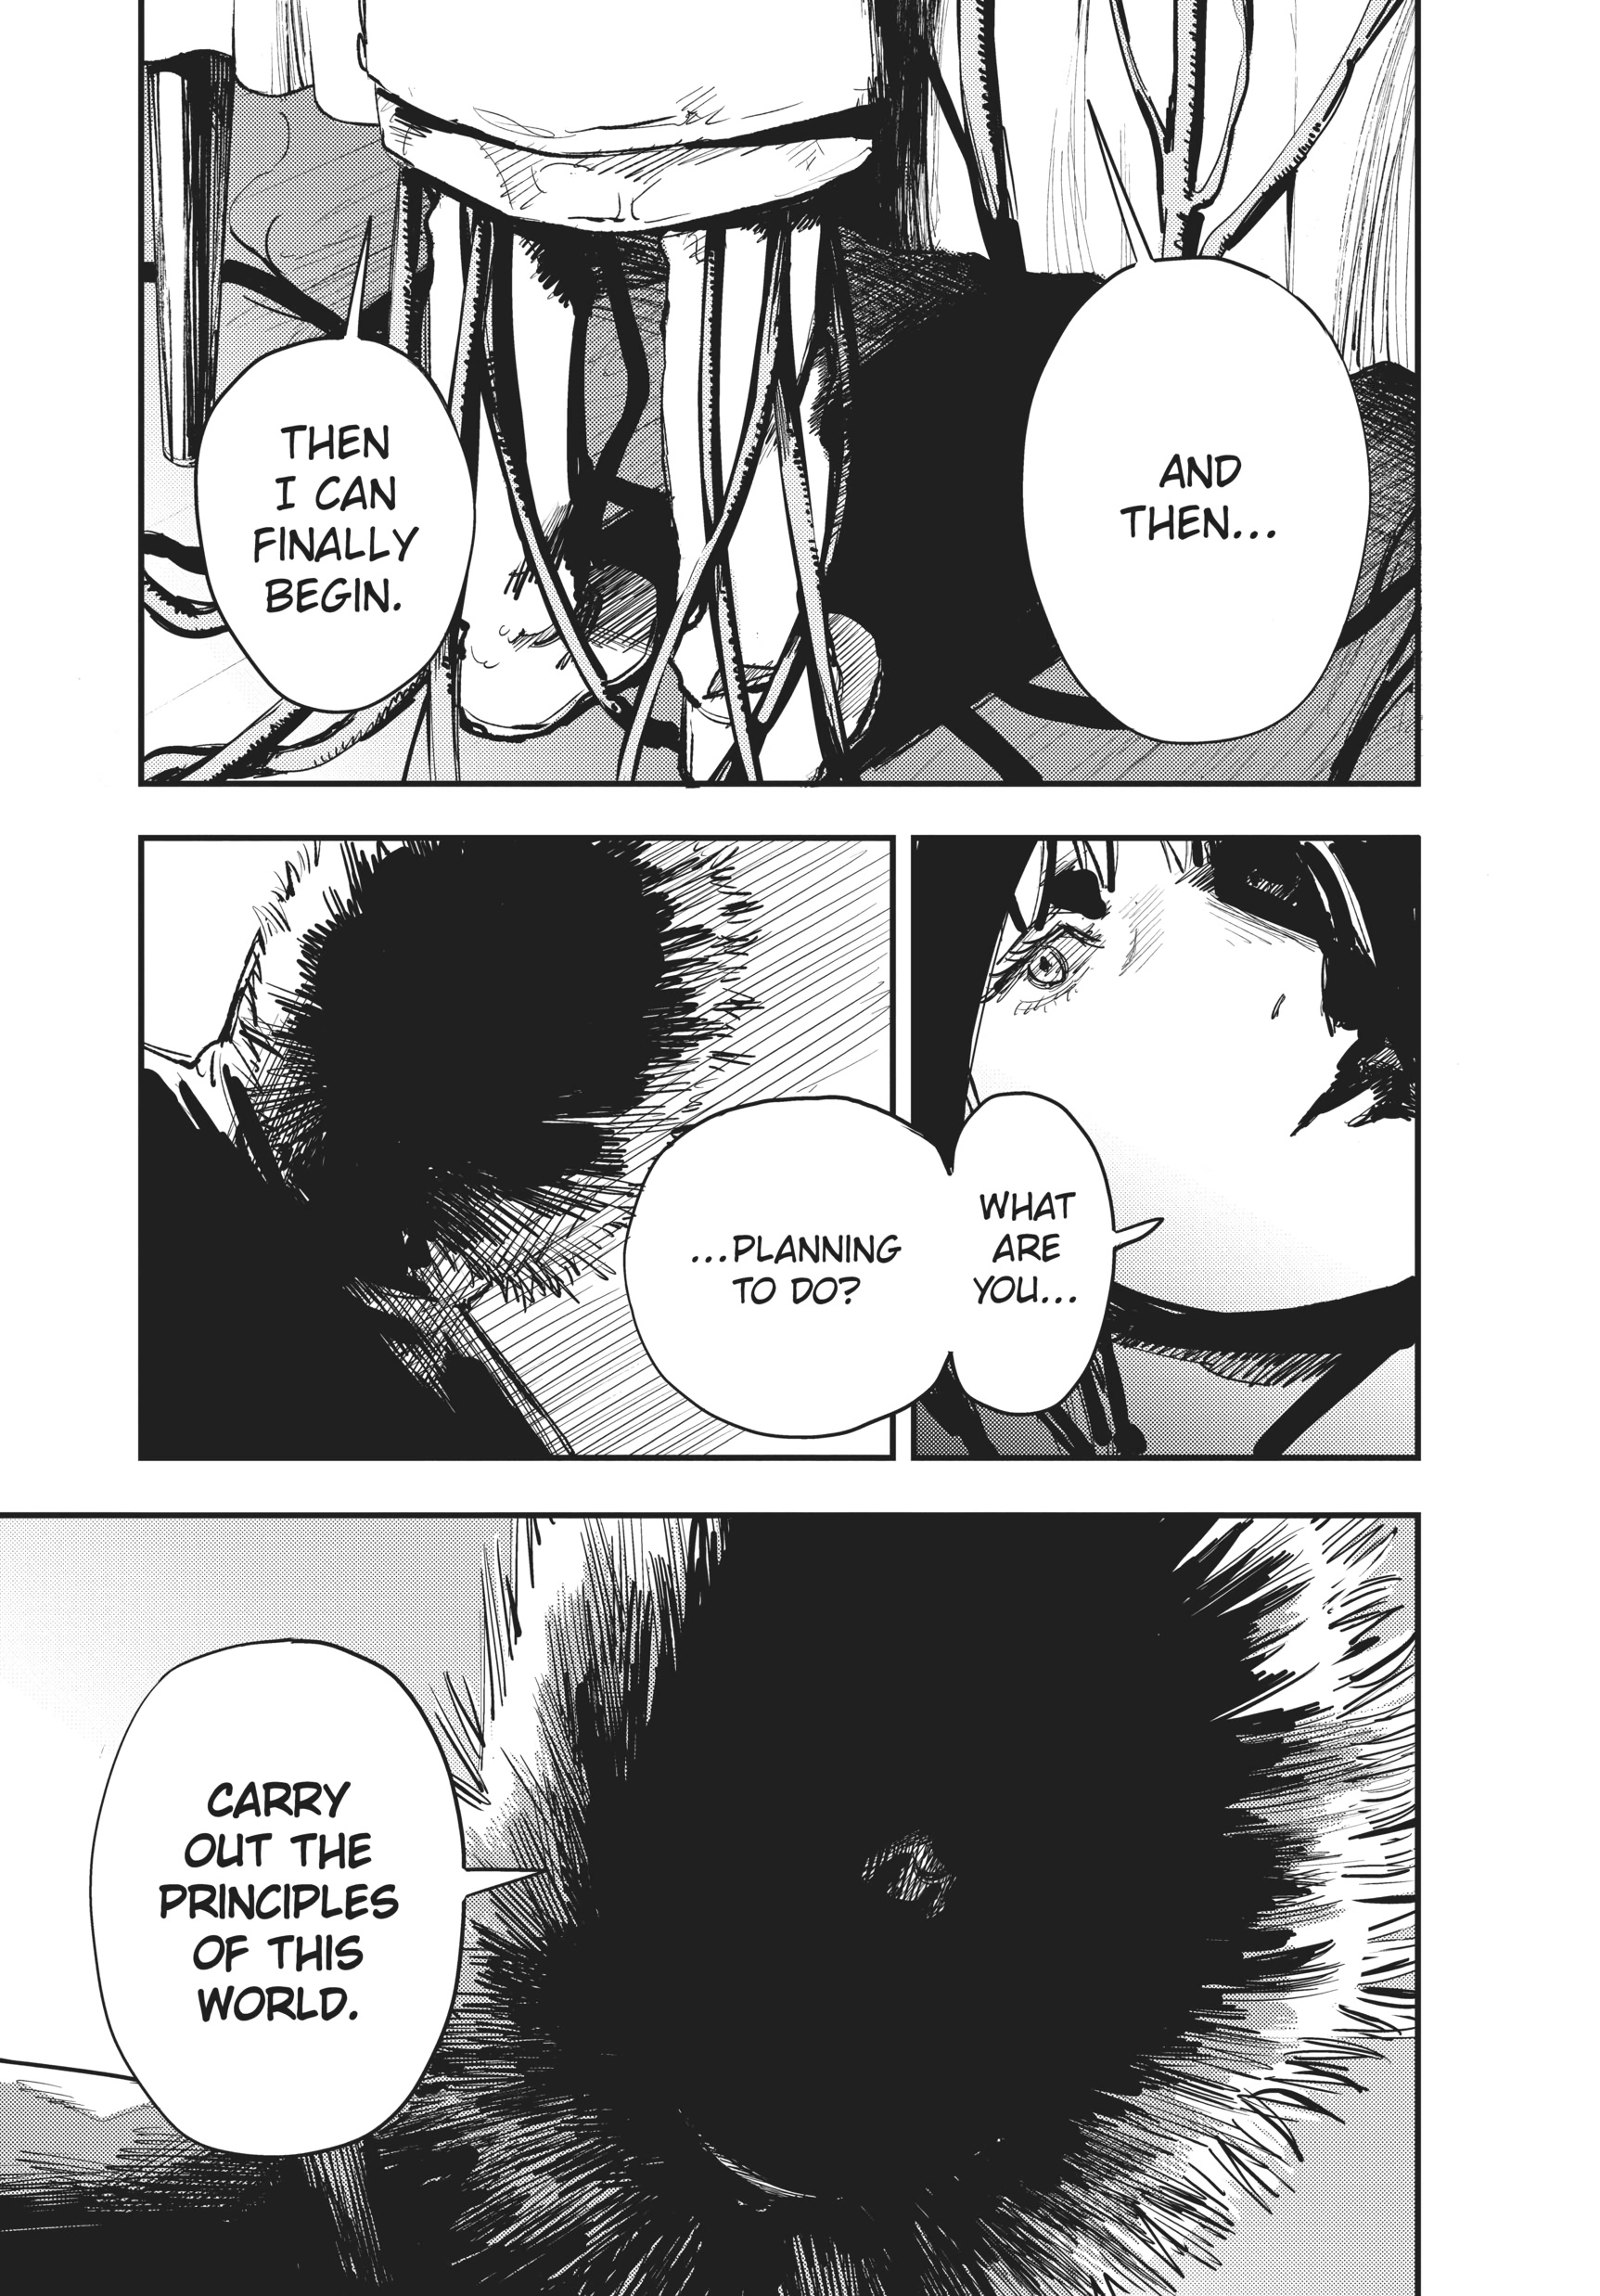 AND
THEN...
THEN
I CAN
FINALLY
BEGIN.
WHAT
ARE
YOU...
...PLANNING
TO DO?
CARRY
OUT THE
PRINCIPLES
OF THIS
WORLD.